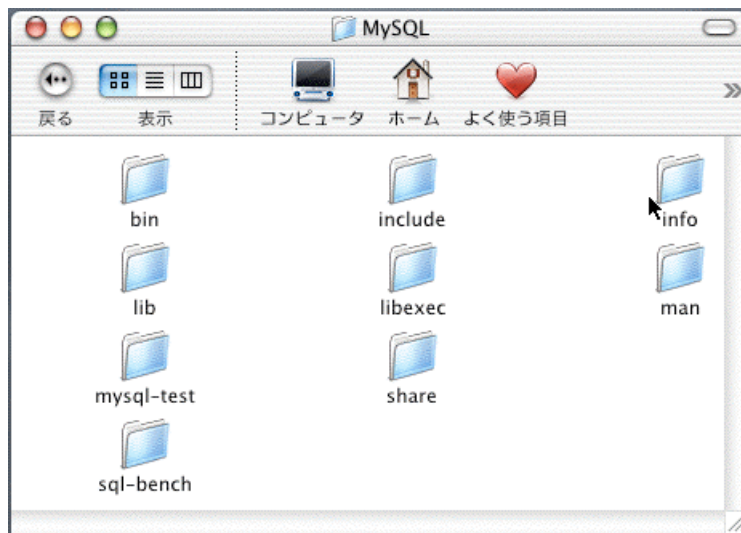 MySQL
戻る 表示 コンピュータ ホーム よく使う項目
bin include info
lib libexec man
mysql-test share
sql-bench